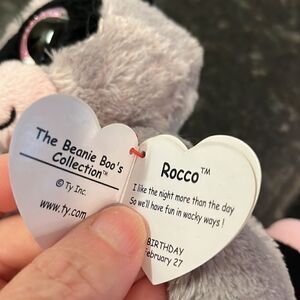 The Beanie Boo's
Collection™
© Ty Inc.
www.ty.com
Rocco™
I like the night more than the day
So we'll have fun in wacky ways !
BIRTHDAY
February 27